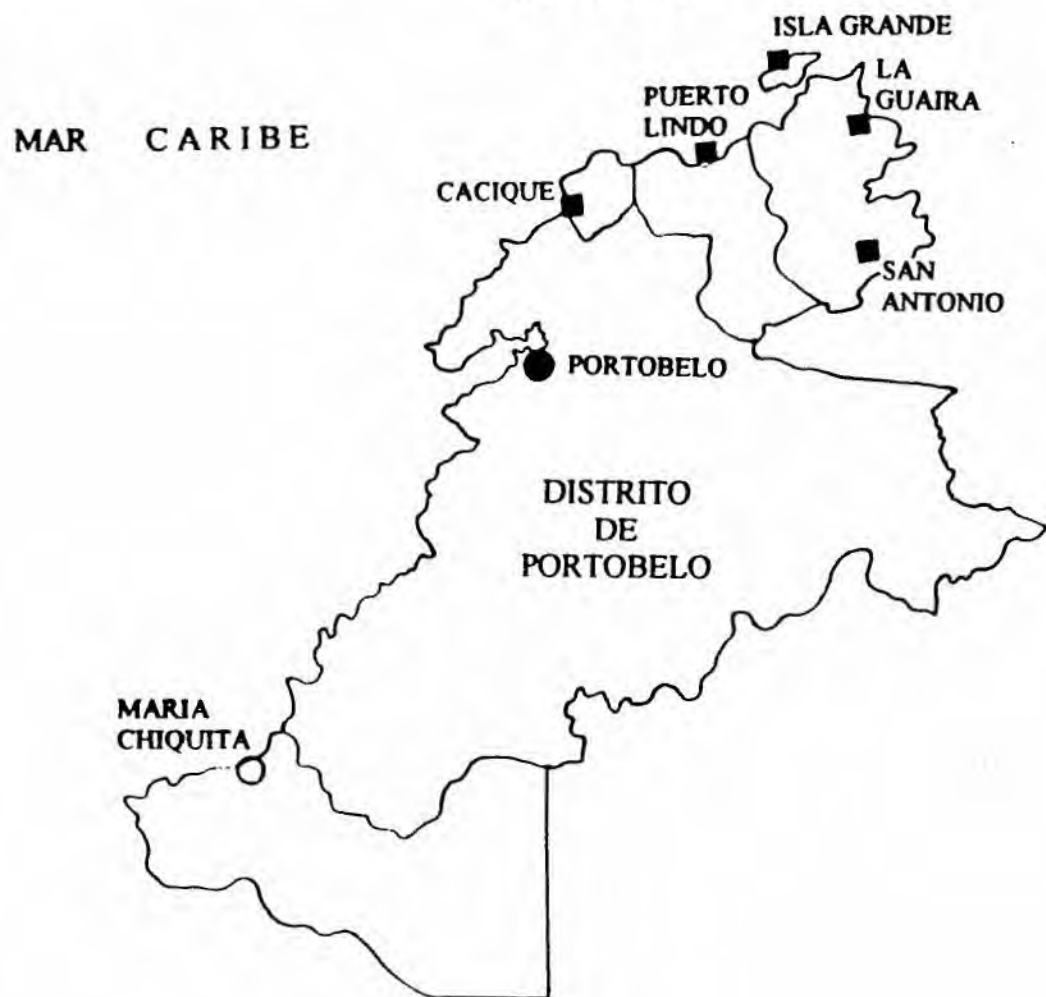 ISLA GRANDE
LA
GUAIRA
PUERTO
LINDO
MAR CARIBE
CACIQUE
SAN
ANTONIO
PORTOBELO
DISTRITO
DE
PORTOBELO
MARIA
CHIQUITA